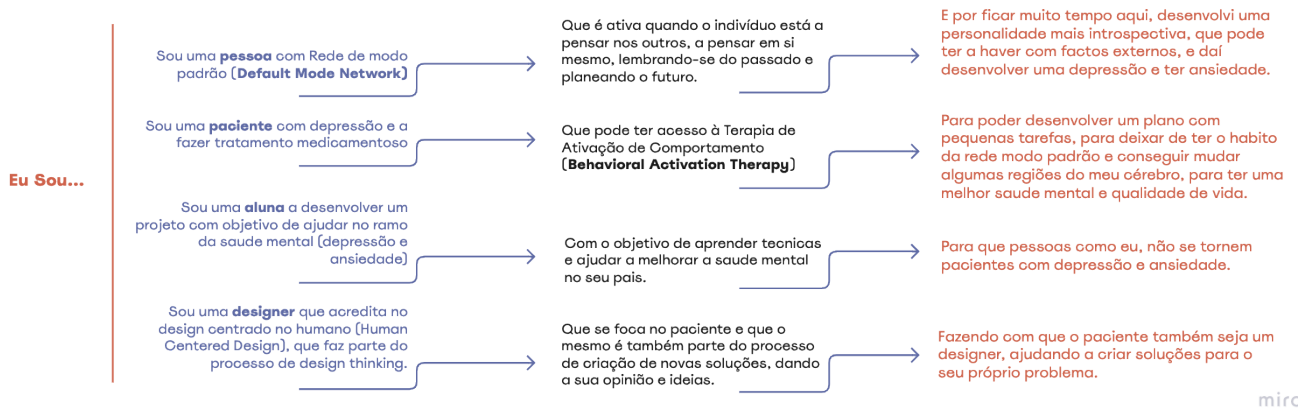 Eu Sou...
Sou uma pessoa com Rede de modo
padrão (Default Mode Network)
Que é ativa quando o indivíduo está a
pensar nos outros, a pensar em si
mesmo, lembrando-se do passado e
planeando o futuro.
E por ficar muito tempo aqui, desenvolvi uma
personalidade mais introspectiva, que pode
ter a haver com factos externos, e daí
desenvolver uma depressão e ter ansiedade.
Sou uma paciente com depressão e a
fazer tratamento medicamentoso
Que pode ter acesso à Terapia de
Ativação de Comportamento
(Behavioral Activation Therapy)
Para poder desenvolver um plano com
pequenas tarefas, para deixar de ter o habito
da rede modo padrão e conseguir mudar
algumas regiões do meu cérebro, para ter uma
melhor saude mental e qualidade de vida.
Sou uma aluna a desenvolver um
projeto com objetivo de ajudar no ramo
da saude mental (depressão e
ansiedade)
Com o objetivo de aprender tecnicas
e ajudar a melhorar a saude mental
no seu pais.
Para que pessoas como eu, não se tornem
pacientes com depressão e ansiedade.
Sou uma designer que acredita no
design centrado no humano (Human
Centered Design), que faz parte do
processo de design thinking.
Que se foca no paciente e que o
mesmo é também parte do processo
de criação de novas soluções, dando
a sua opinião e ideias.
Fazendo com que o paciente também seja um
designer, ajudando a criar soluções para o
seu próprio problema.
miro